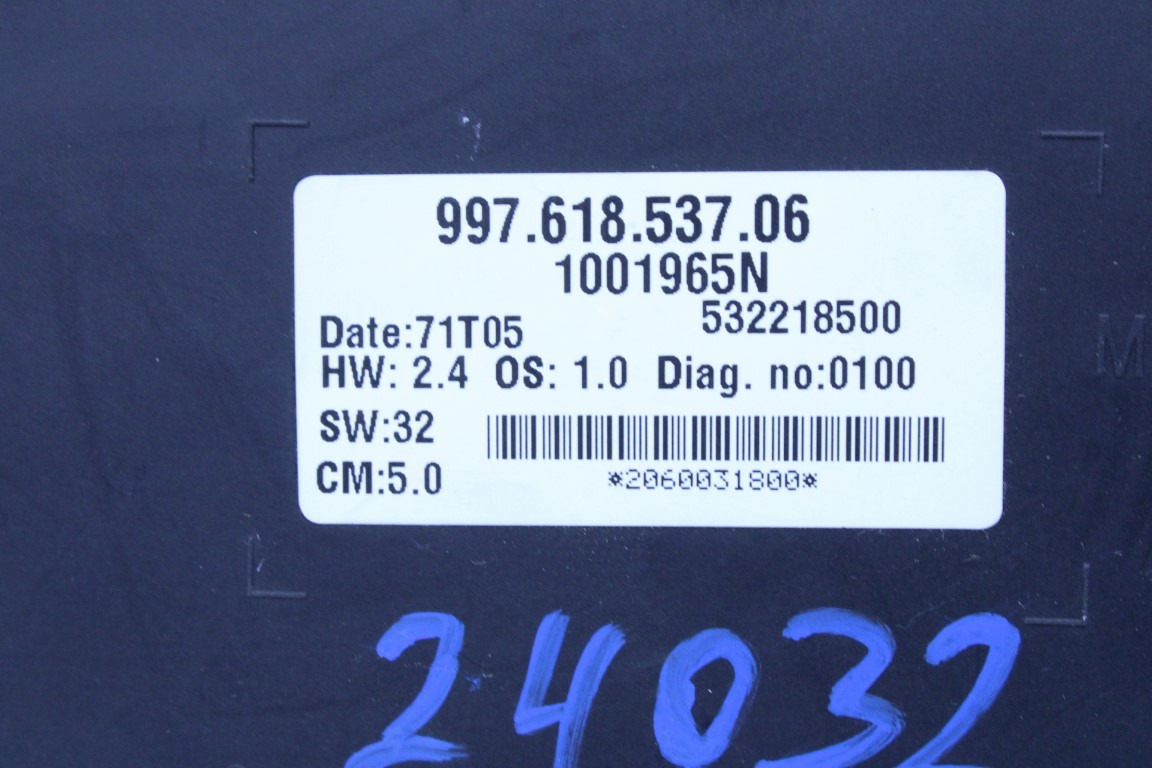 997.618.537.06
1001965N
532218500
Date:71T05
HW: 2.4 OS: 1.0 Diag. no:0100
SW:32
CM:5.0
*2060031800*
M
24032